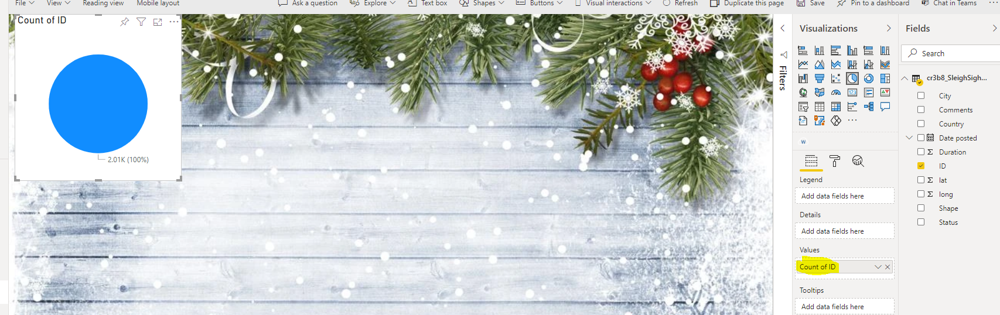 File View Reading view Mobile layout Ask a question Explore Text box Shapes Buttons Visual interactions Refresh Duplicate this page Save Pin to a dashboard Chat in Teams
Count of ID
2.01K (100%)
Filters
Visualizations
123
W
Legend
Add data fields here
Details
Add data fields here
Values
Count of ID
Tooltips
Add data fields here
Fields
Search
cr3b8_SleighSigh...
City
Comments
Country
Date posted
Σ Duration
ID
Σ lat
Σ long
Shape
Status